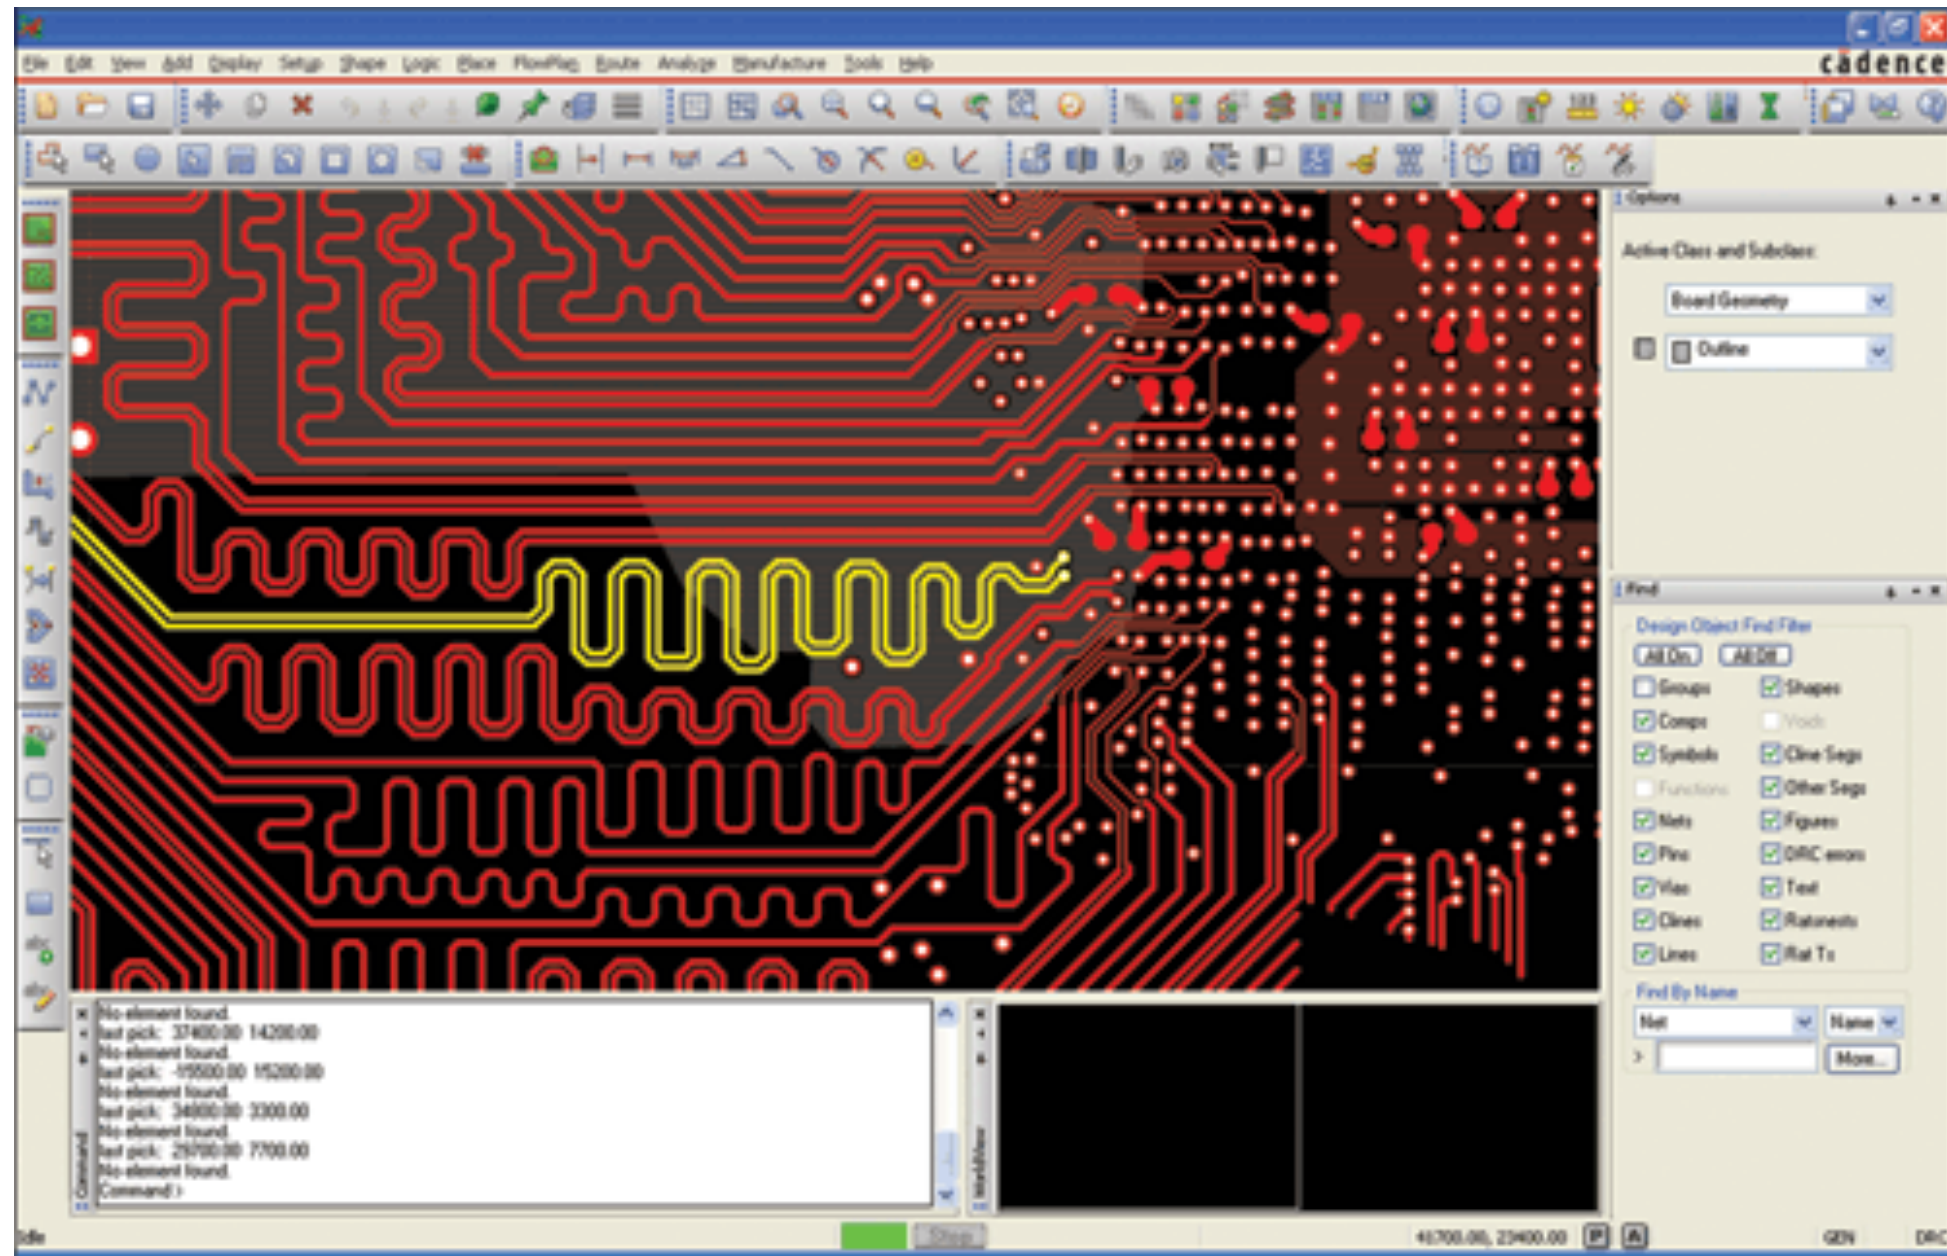 File Edit View Add Display Setup Shape Logic Place FlowPlan Route Analyze Manufacture Tools Help
cadence
Options
Active Class and Subclass:
Board Geometry
Outline
Find
Design Object Find Filter
All On All Off
Groups Shapes
Comps Voids
Symbols Cline Segs
Functions Other Segs
Nets Figures
Pins DRC errors
Vias Text
Clines Ratsnests
Lines Rat Ts
Find By Name
Net Name
> More...
No element found.
last pick: 37400.00 14200.00
No element found.
last pick: -15500.00 15200.00
No element found.
last pick: 34800.00 3300.00
No element found.
last pick: 29700.00 7700.00
No element found.
Command >
Command
WorldView
Idle Stop 41700.00, 23400.00 P A GEN DRC